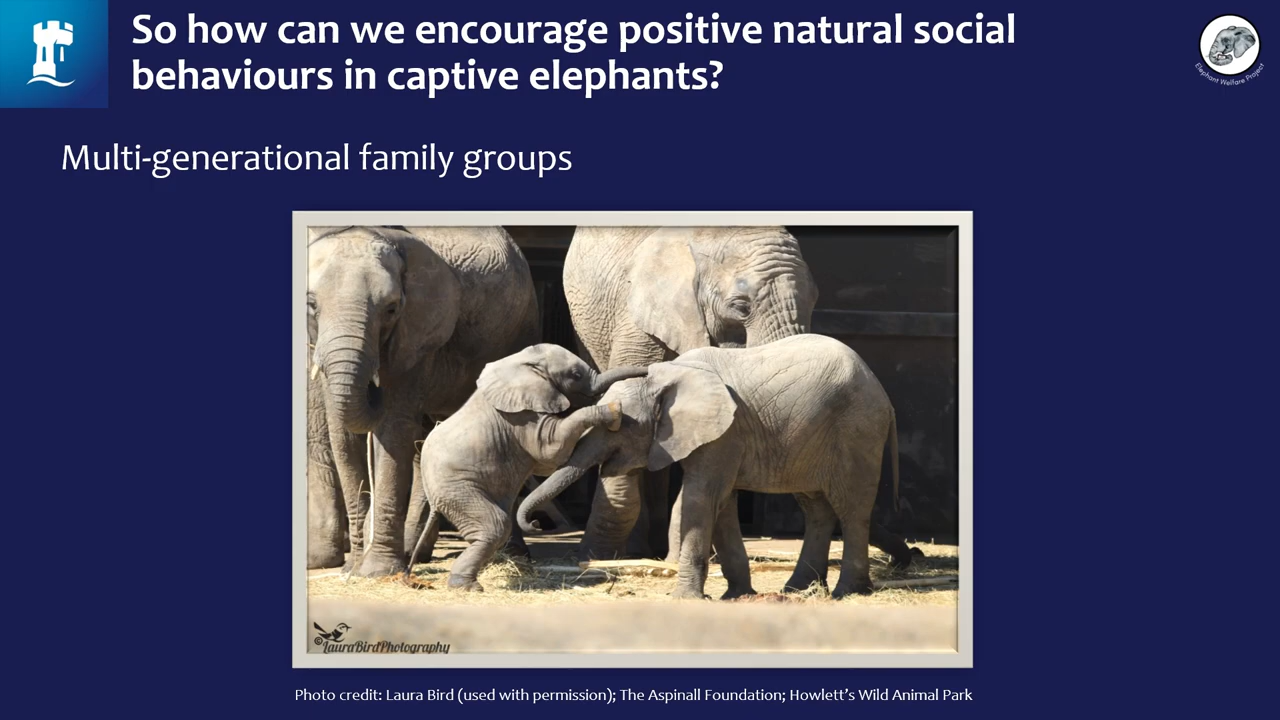 So how can we encourage positive natural social
behaviours in captive elephants?
Elephant Welfare Project
Multi-generational family groups
©LauraBirdPhotography
Photo credit: Laura Bird (used with permission); The Aspinall Foundation; Howlett's Wild Animal Park